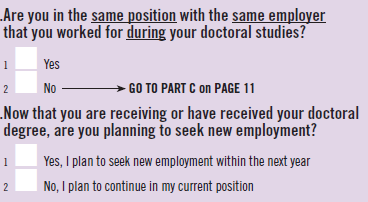 .Are you in the same position with the same employer
that you worked for during your doctoral studies?
1 Yes
2 No → GO TO PART C on PAGE 11
.Now that you are receiving or have received your doctoral
degree, are you planning to seek new employment?
1 Yes, I plan to seek new employment within the next year
2 No, I plan to continue in my current position